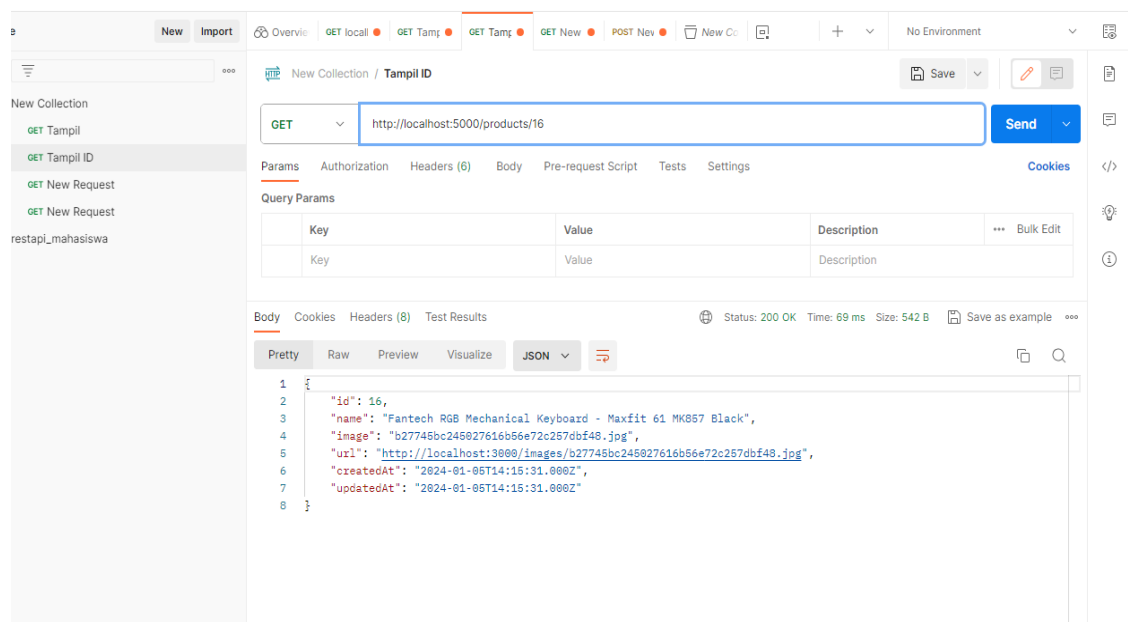 e New Import Overvie GET locall GET Tamp GET Tamp GET New POST Nev New Co No Environment
New Collection / Tampil ID Save
New Collection
GET Tampil
GET Tampil ID
GET New Request
GET New Request
restapi_mahasiswa
GET http://localhost:5000/products/16 Send
Params Authorization Headers (6) Body Pre-request Script Tests Settings Cookies
Query Params
Key Value Description Bulk Edit
Key Value Description
Body Cookies Headers (8) Test Results Status: 200 OK Time: 69 ms Size: 542 B Save as example
Pretty Raw Preview Visualize JSON
1 {
2 "id": 16,
3 "name": "Fantech RGB Mechanical Keyboard - Maxfit 61 MK857 Black",
4 "image": "b27745bc245027616b56e72c257dbf48.jpg",
5 "url": "http://localhost:3000/images/b27745bc245027616b56e72c257dbf48.jpg",
6 "createdAt": "2024-01-05T14:15:31.000Z",
7 "updatedAt": "2024-01-05T14:15:31.000Z"
8 }